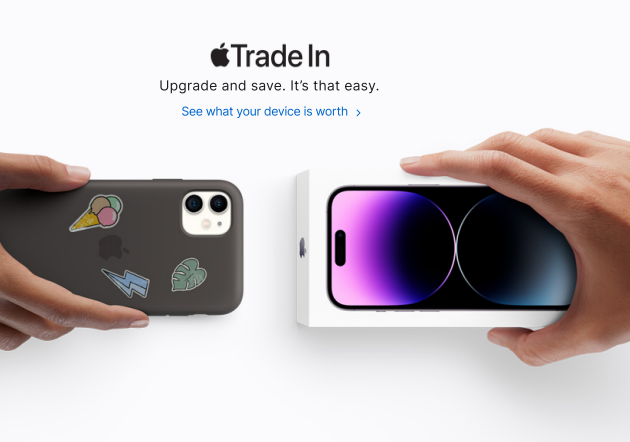 Trade In
Upgrade and save. It's that easy.
See what your device is worth >